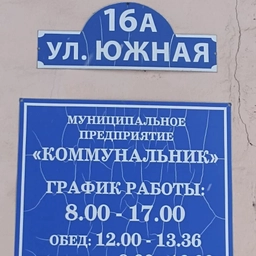 16А
УЛ. ЮЖНАЯ
МУНИЦИПАЛЬНОЕ
ПРЕДПРИЯТИЕ
«КОММУНАЛЬНИК»
ГРАФИК РАБОТЫ:
8.00 - 17.00
ОБЕД: 12.00 - 13.36